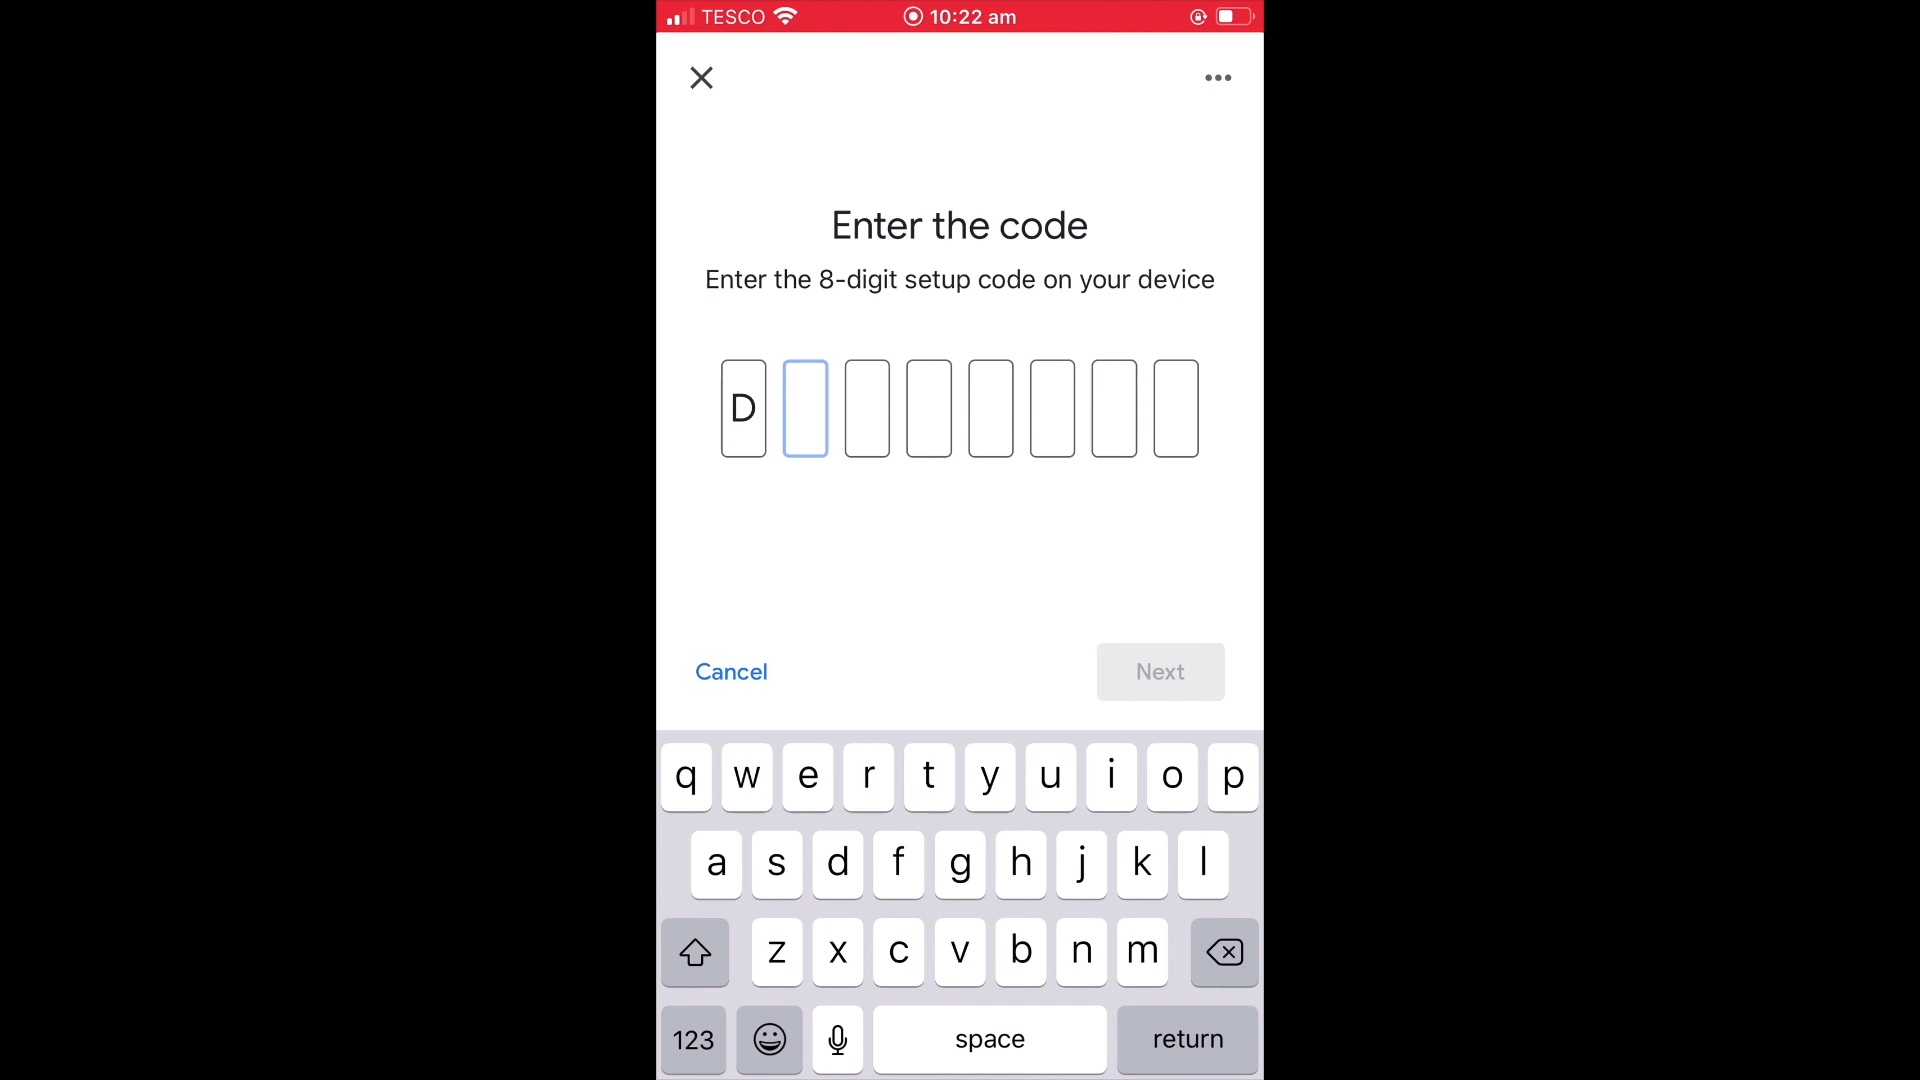 TESCO 10:22 am
Enter the code
Enter the 8-digit setup code on your device
D
Cancel Next
q w e r t y u i o p
a s d f g h j k l
z x c v b n m
123 space return